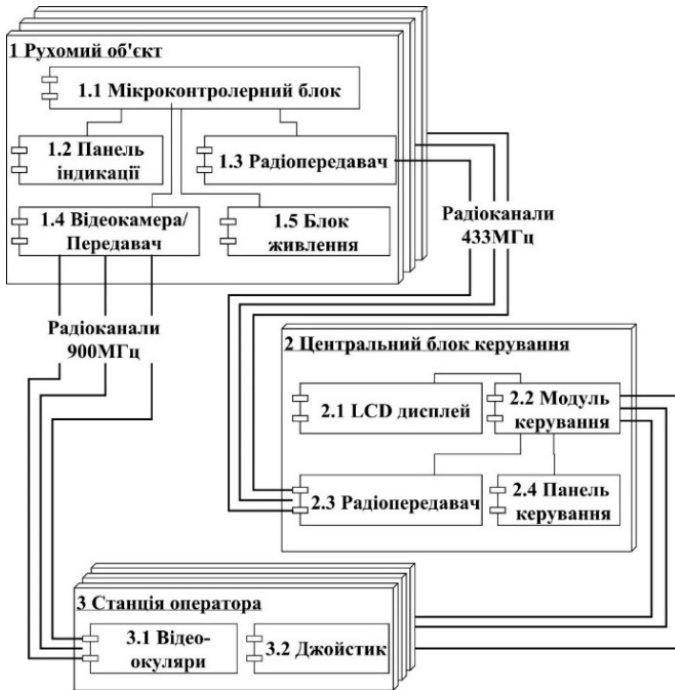 1 Рухомий об'єкт
1.1 Мікроконтролерний блок
1.2 Панель
індикації
1.3 Радіопередавач
1.4 Відеокамера/
Передавач
1.5 Блок
живлення
Радіоканали
433МГц
Радіоканали
900МГц
2 Центральний блок керування
2.1 LCD дисплей
2.2 Модуль
керування
2.3 Радіопередавач
2.4 Панель
керування
3 Станція оператора
3.1 Відео-
окуляри
3.2 Джойстик